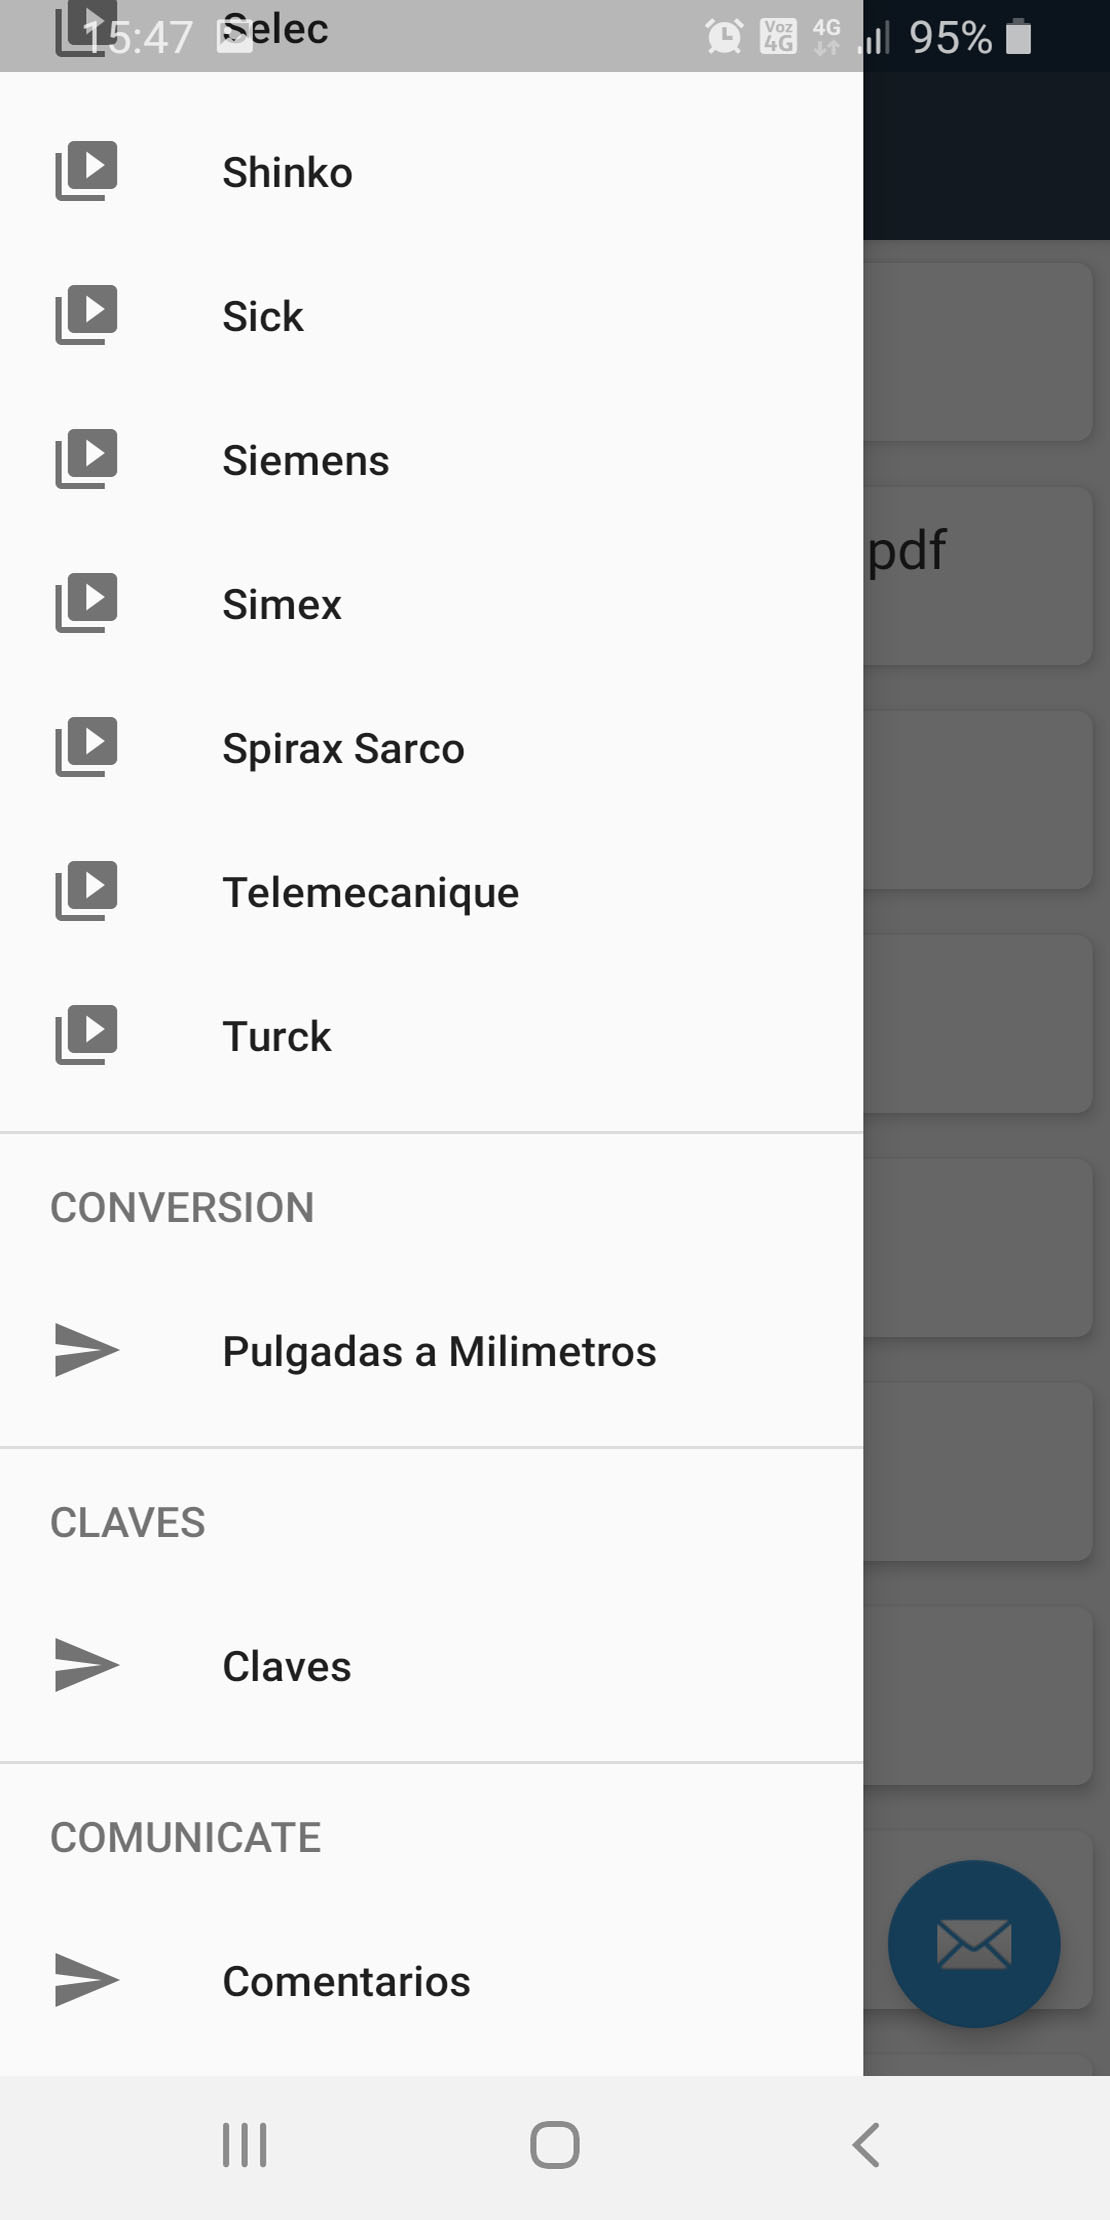 Selec
15:47
Voz 4G
4G
95%
Shinko
Sick
Siemens
pdf
Simex
Spirax Sarco
Telemecanique
Turck
CONVERSION
Pulgadas a Milimetros
CLAVES
Claves
COMUNICATE
Comentarios